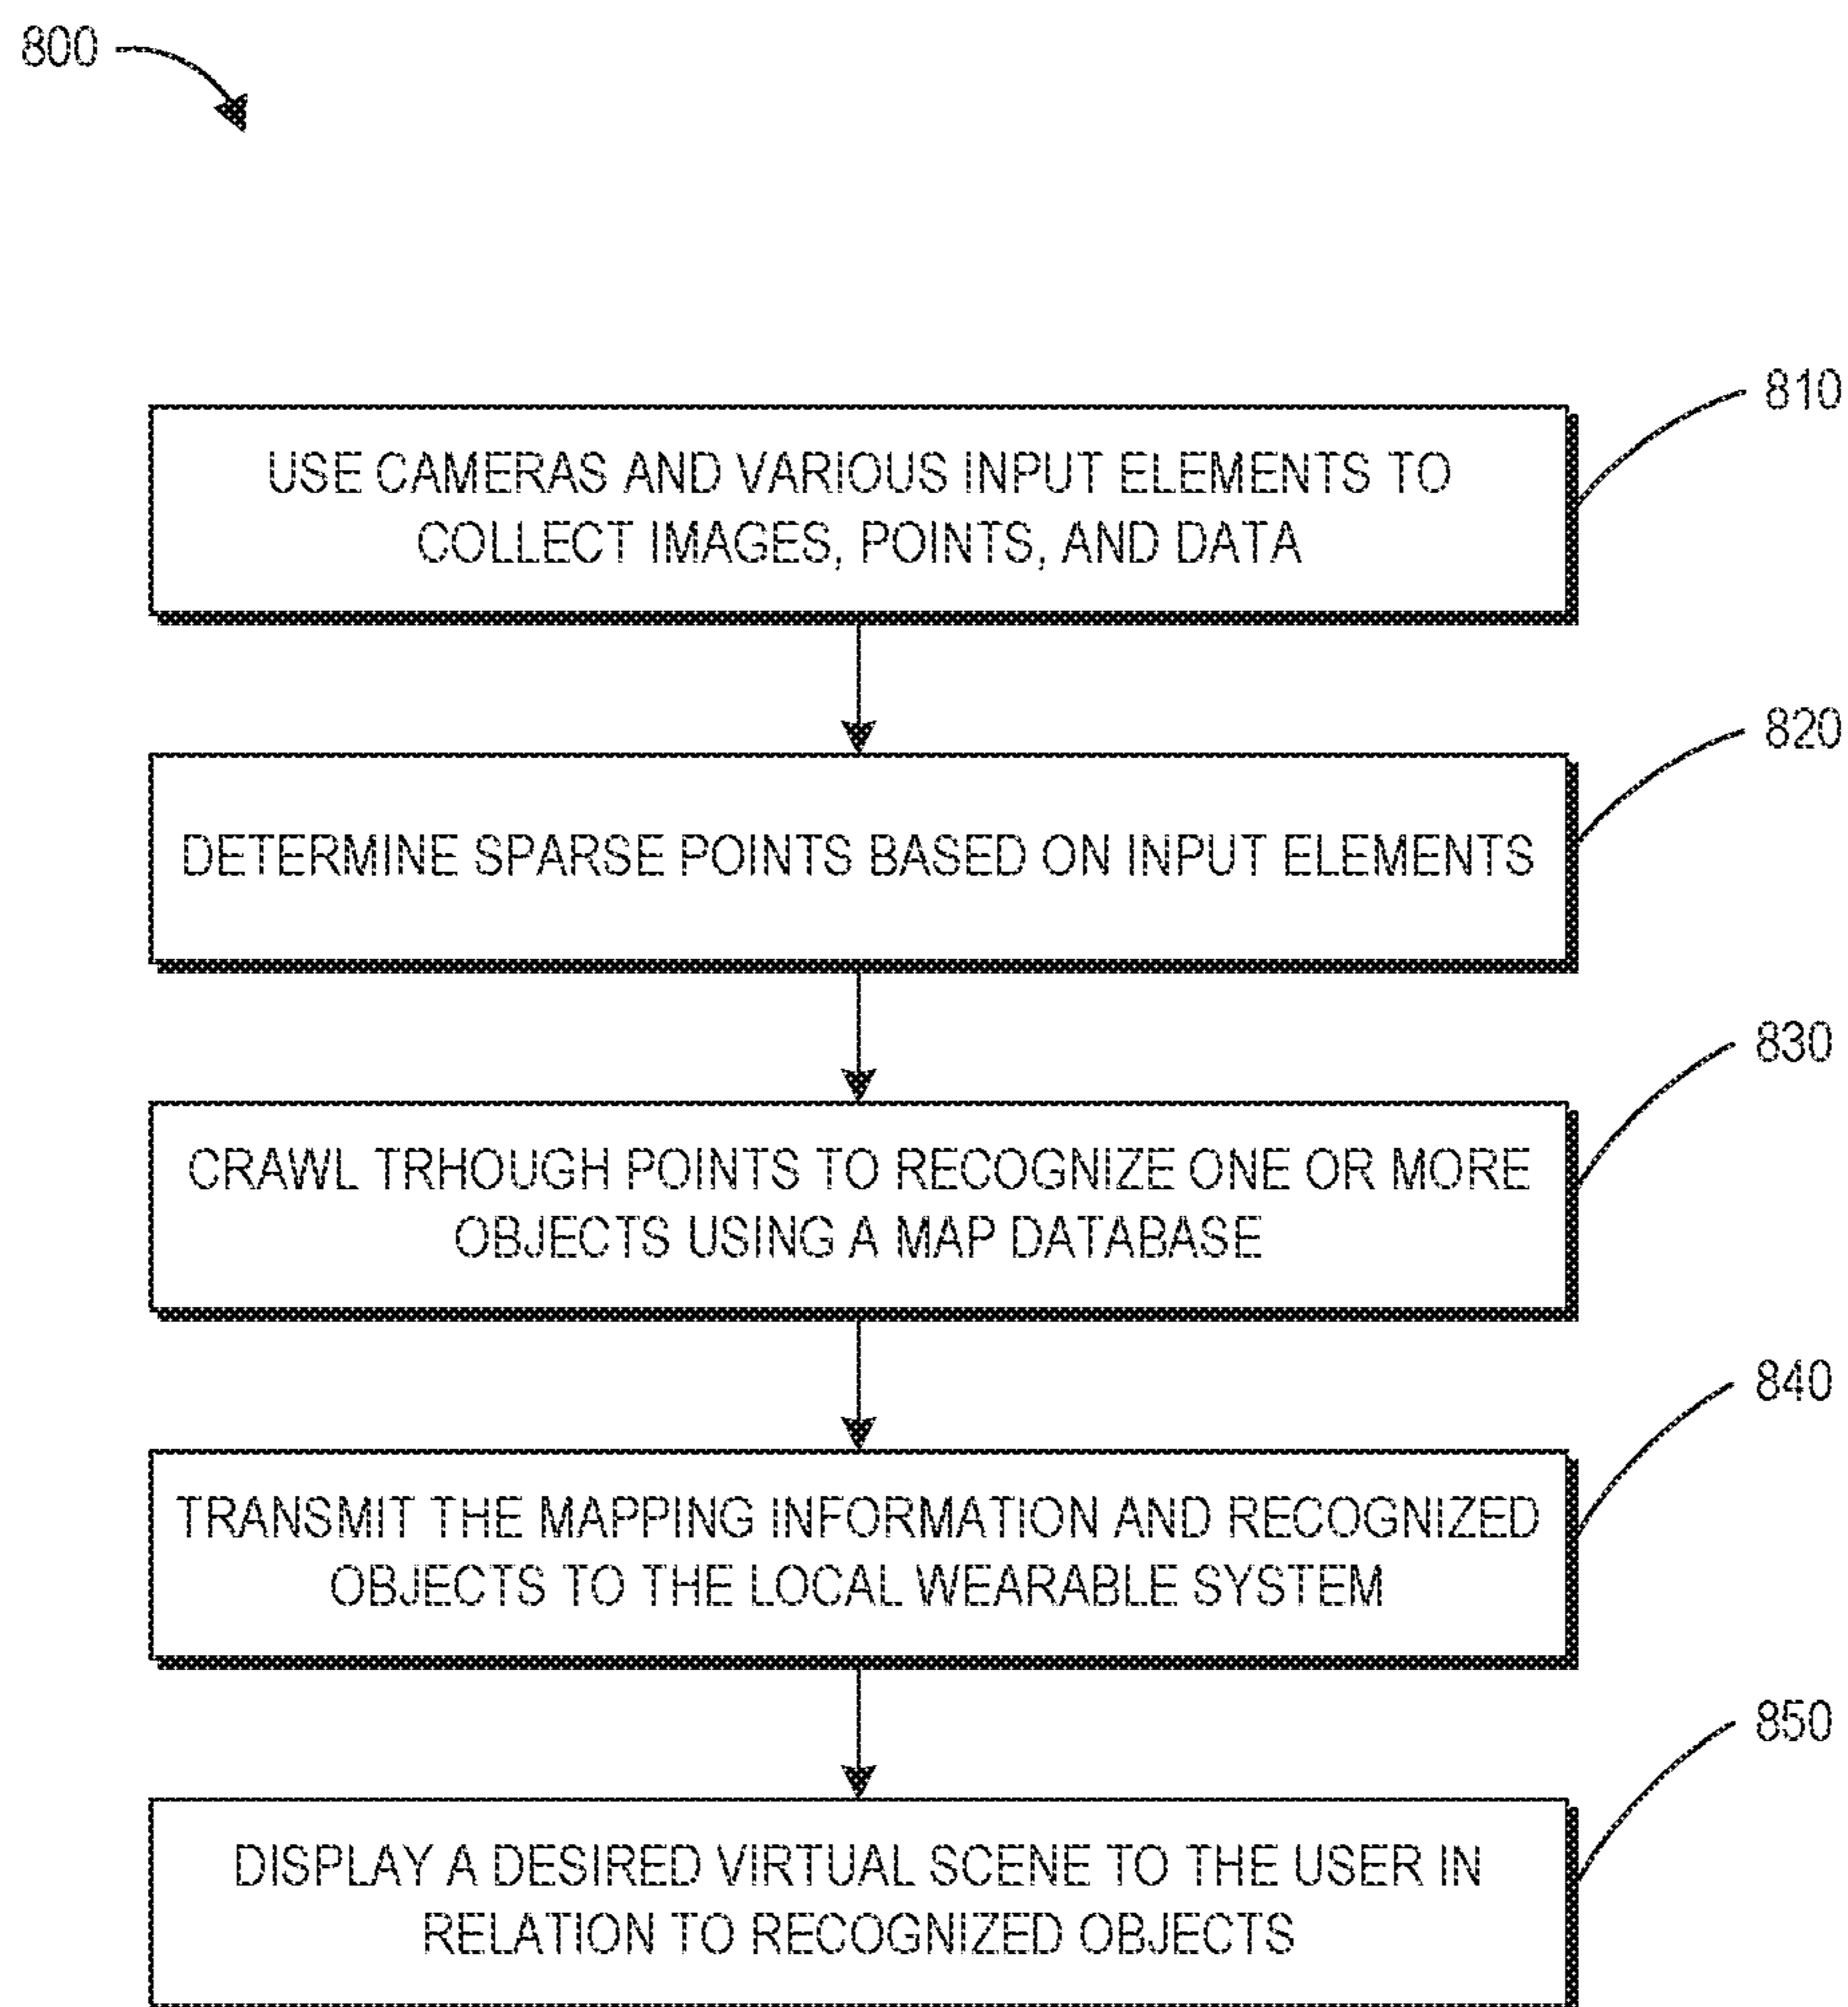 800
810
USE CAMERAS AND VARIOUS INPUT ELEMENTS TO
COLLECT IMAGES, POINTS, AND DATA
820
DETERMINE SPARSE POINTS BASED ON INPUT ELEMENTS
830
CRAWL TRHOUGH POINTS TO RECOGNIZE ONE OR MORE
OBJECTS USING A MAP DATABASE
840
TRANSMIT THE MAPPING INFORMATION AND RECOGNIZED
OBJECTS TO THE LOCAL WEARABLE SYSTEM
850
DISPLAY A DESIRED VIRTUAL SCENE TO THE USER IN
RELATION TO RECOGNIZED OBJECTS